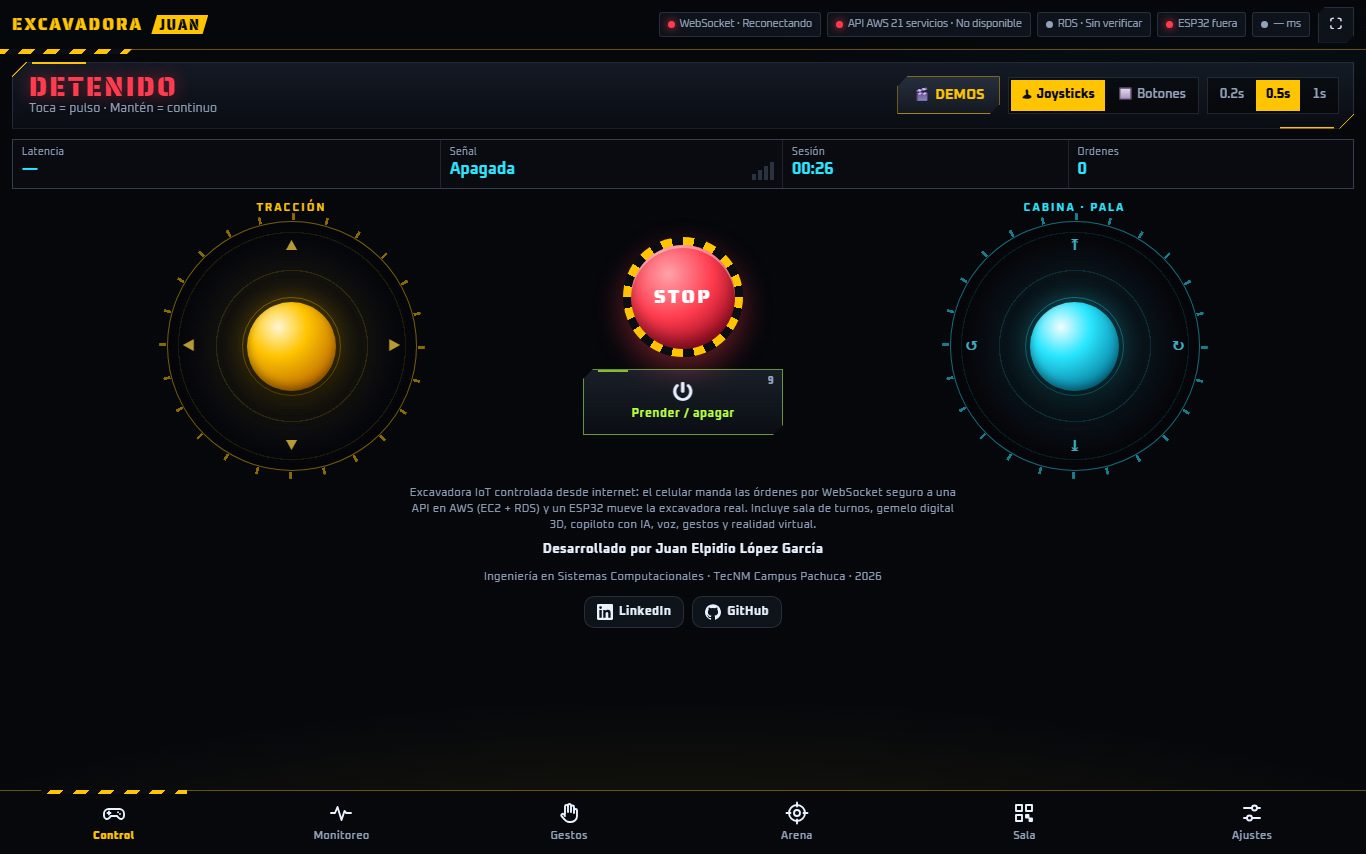 EXCAVADORA JUAN
WebSocket · Reconectando
API AWS 21 servicios · No disponible
RDS · Sin verificar
ESP32 fuera
— ms
DETENIDO
Toca = pulso · Mantén = continuo
DEMOS
Joysticks
Botones
0.2s
0.5s
1s
Latencia
—
Señal
Apagada
Sesión
00:26
Ordenes
0
TRACCIÓN
CABINA · PALA
STOP
9
Prender / apagar
Excavadora IoT controlada desde internet: el celular manda las órdenes por WebSocket seguro a una
API en AWS (EC2 + RDS) y un ESP32 mueve la excavadora real. Incluye sala de turnos, gemelo digital
3D, copiloto con IA, voz, gestos y realidad virtual.
Desarrollado por Juan Elpidio López García
Ingeniería en Sistemas Computacionales · TecNM Campus Pachuca · 2026
LinkedIn
GitHub
Control
Monitoreo
Gestos
Arena
Sala
Ajustes